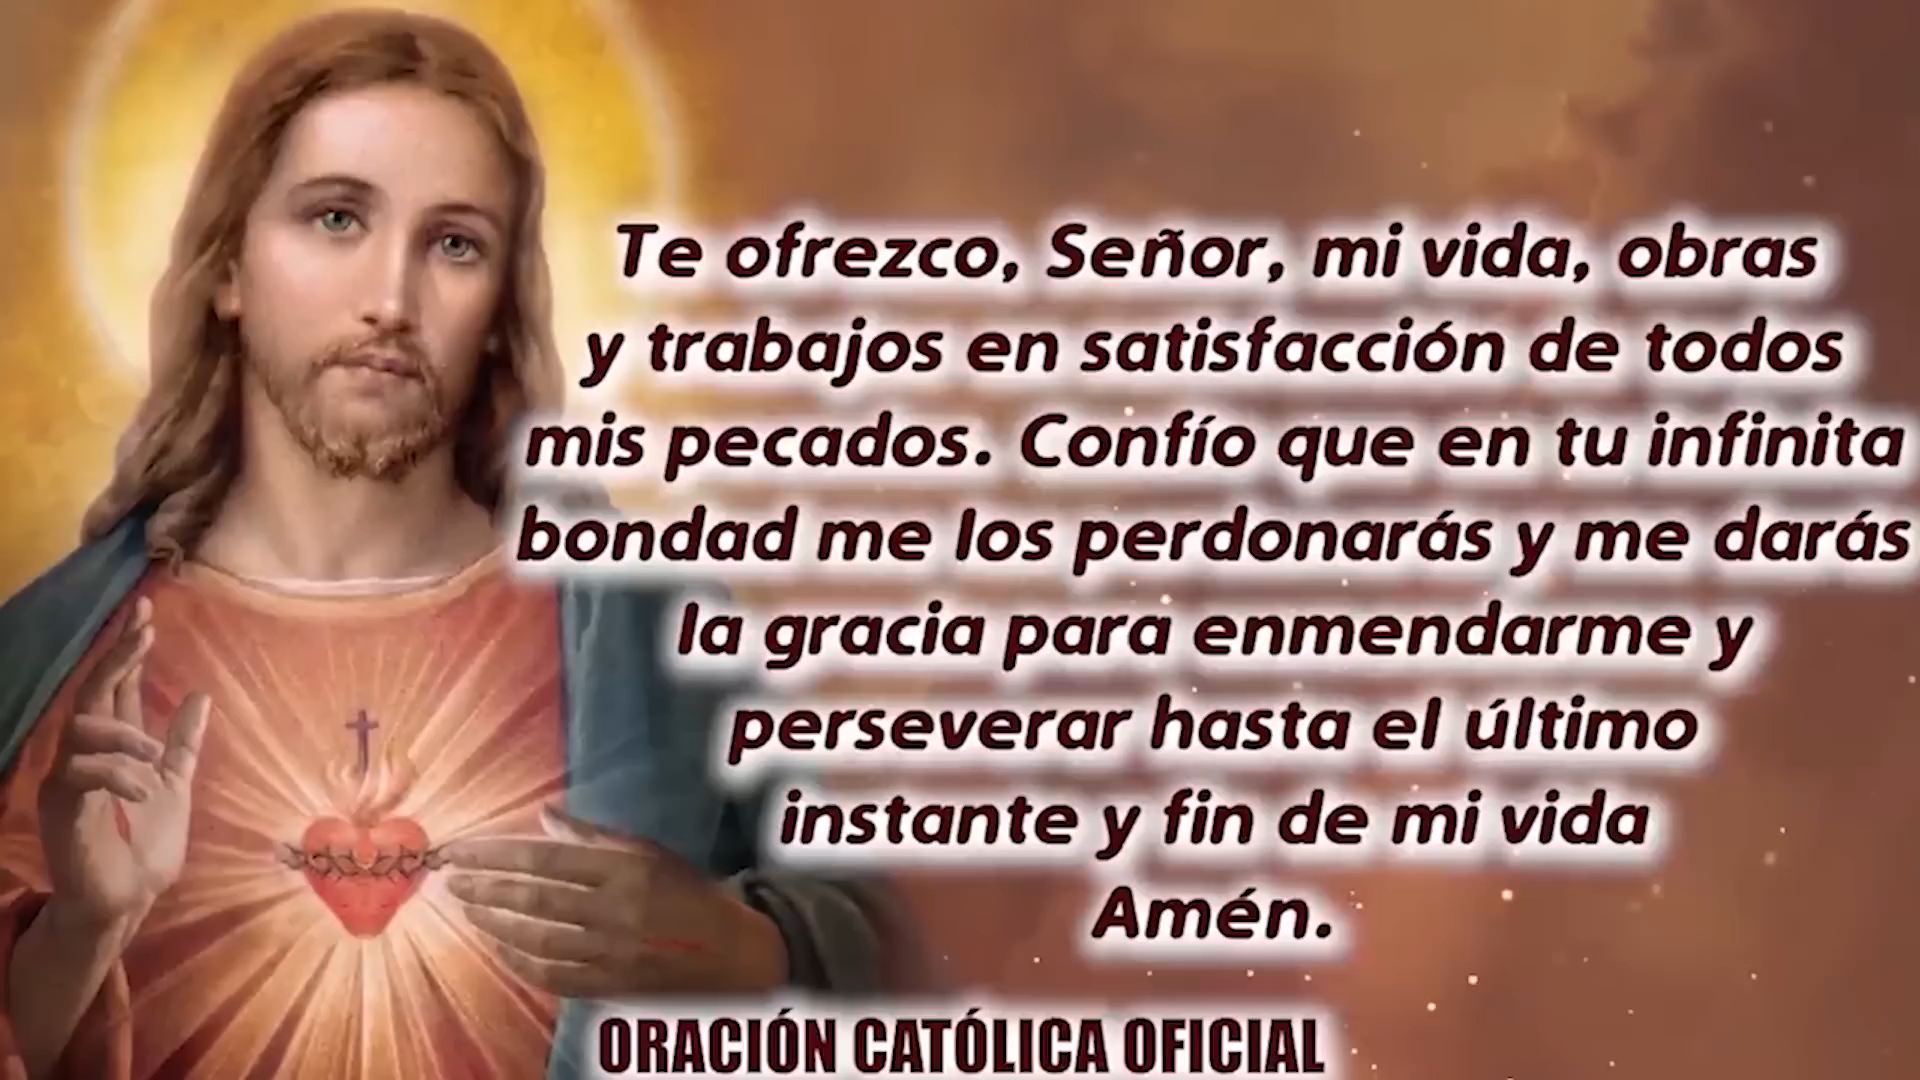 Te ofrezco, Señor, mi vida, obras
y trabajos en satisfacción de todos
mis pecados. Confío que en tu infinita
bondad me los perdonarás y me darás
la gracia para enmendarme y
perseverar hasta el último
instante y fin de mi vida
Amén.
ORACIÓN CATÓLICA OFICIAL